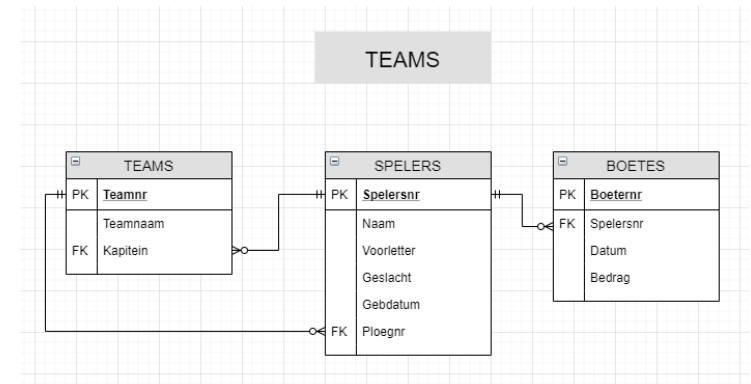 TEAMS
TEAMS
PK Teamnr
Teamnaam
FK Kapitein
SPELERS
PK Spelersnr
Naam
Voorletter
Geslacht
Gebdatum
FK Ploegnr
BOETES
PK Boeternr
FK Spelersnr
Datum
Bedrag